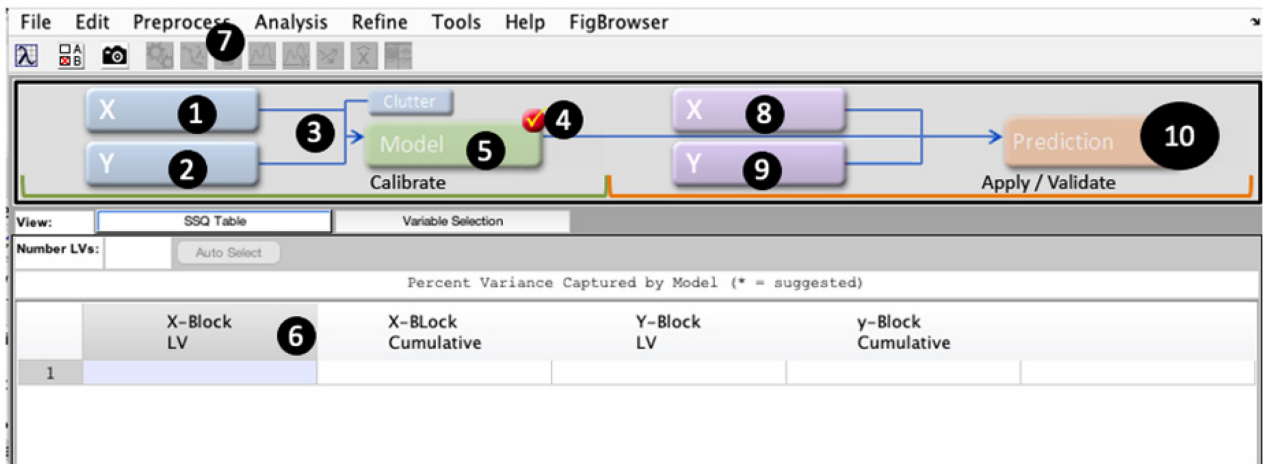 File Edit Preprocess Analysis Refine Tools Help FigBrowser
λ A B 7
X 1 Clutter 4 X 8
3 Model 5 Prediction 10
Y 2 Y 9
Calibrate Apply / Validate
View: SSQ Table Variable Selection
Number LVs: Auto Select
Percent Variance Captured by Model (* = suggested)
X-Block X-BLock Y-Block y-Block
LV 6 Cumulative LV Cumulative
1